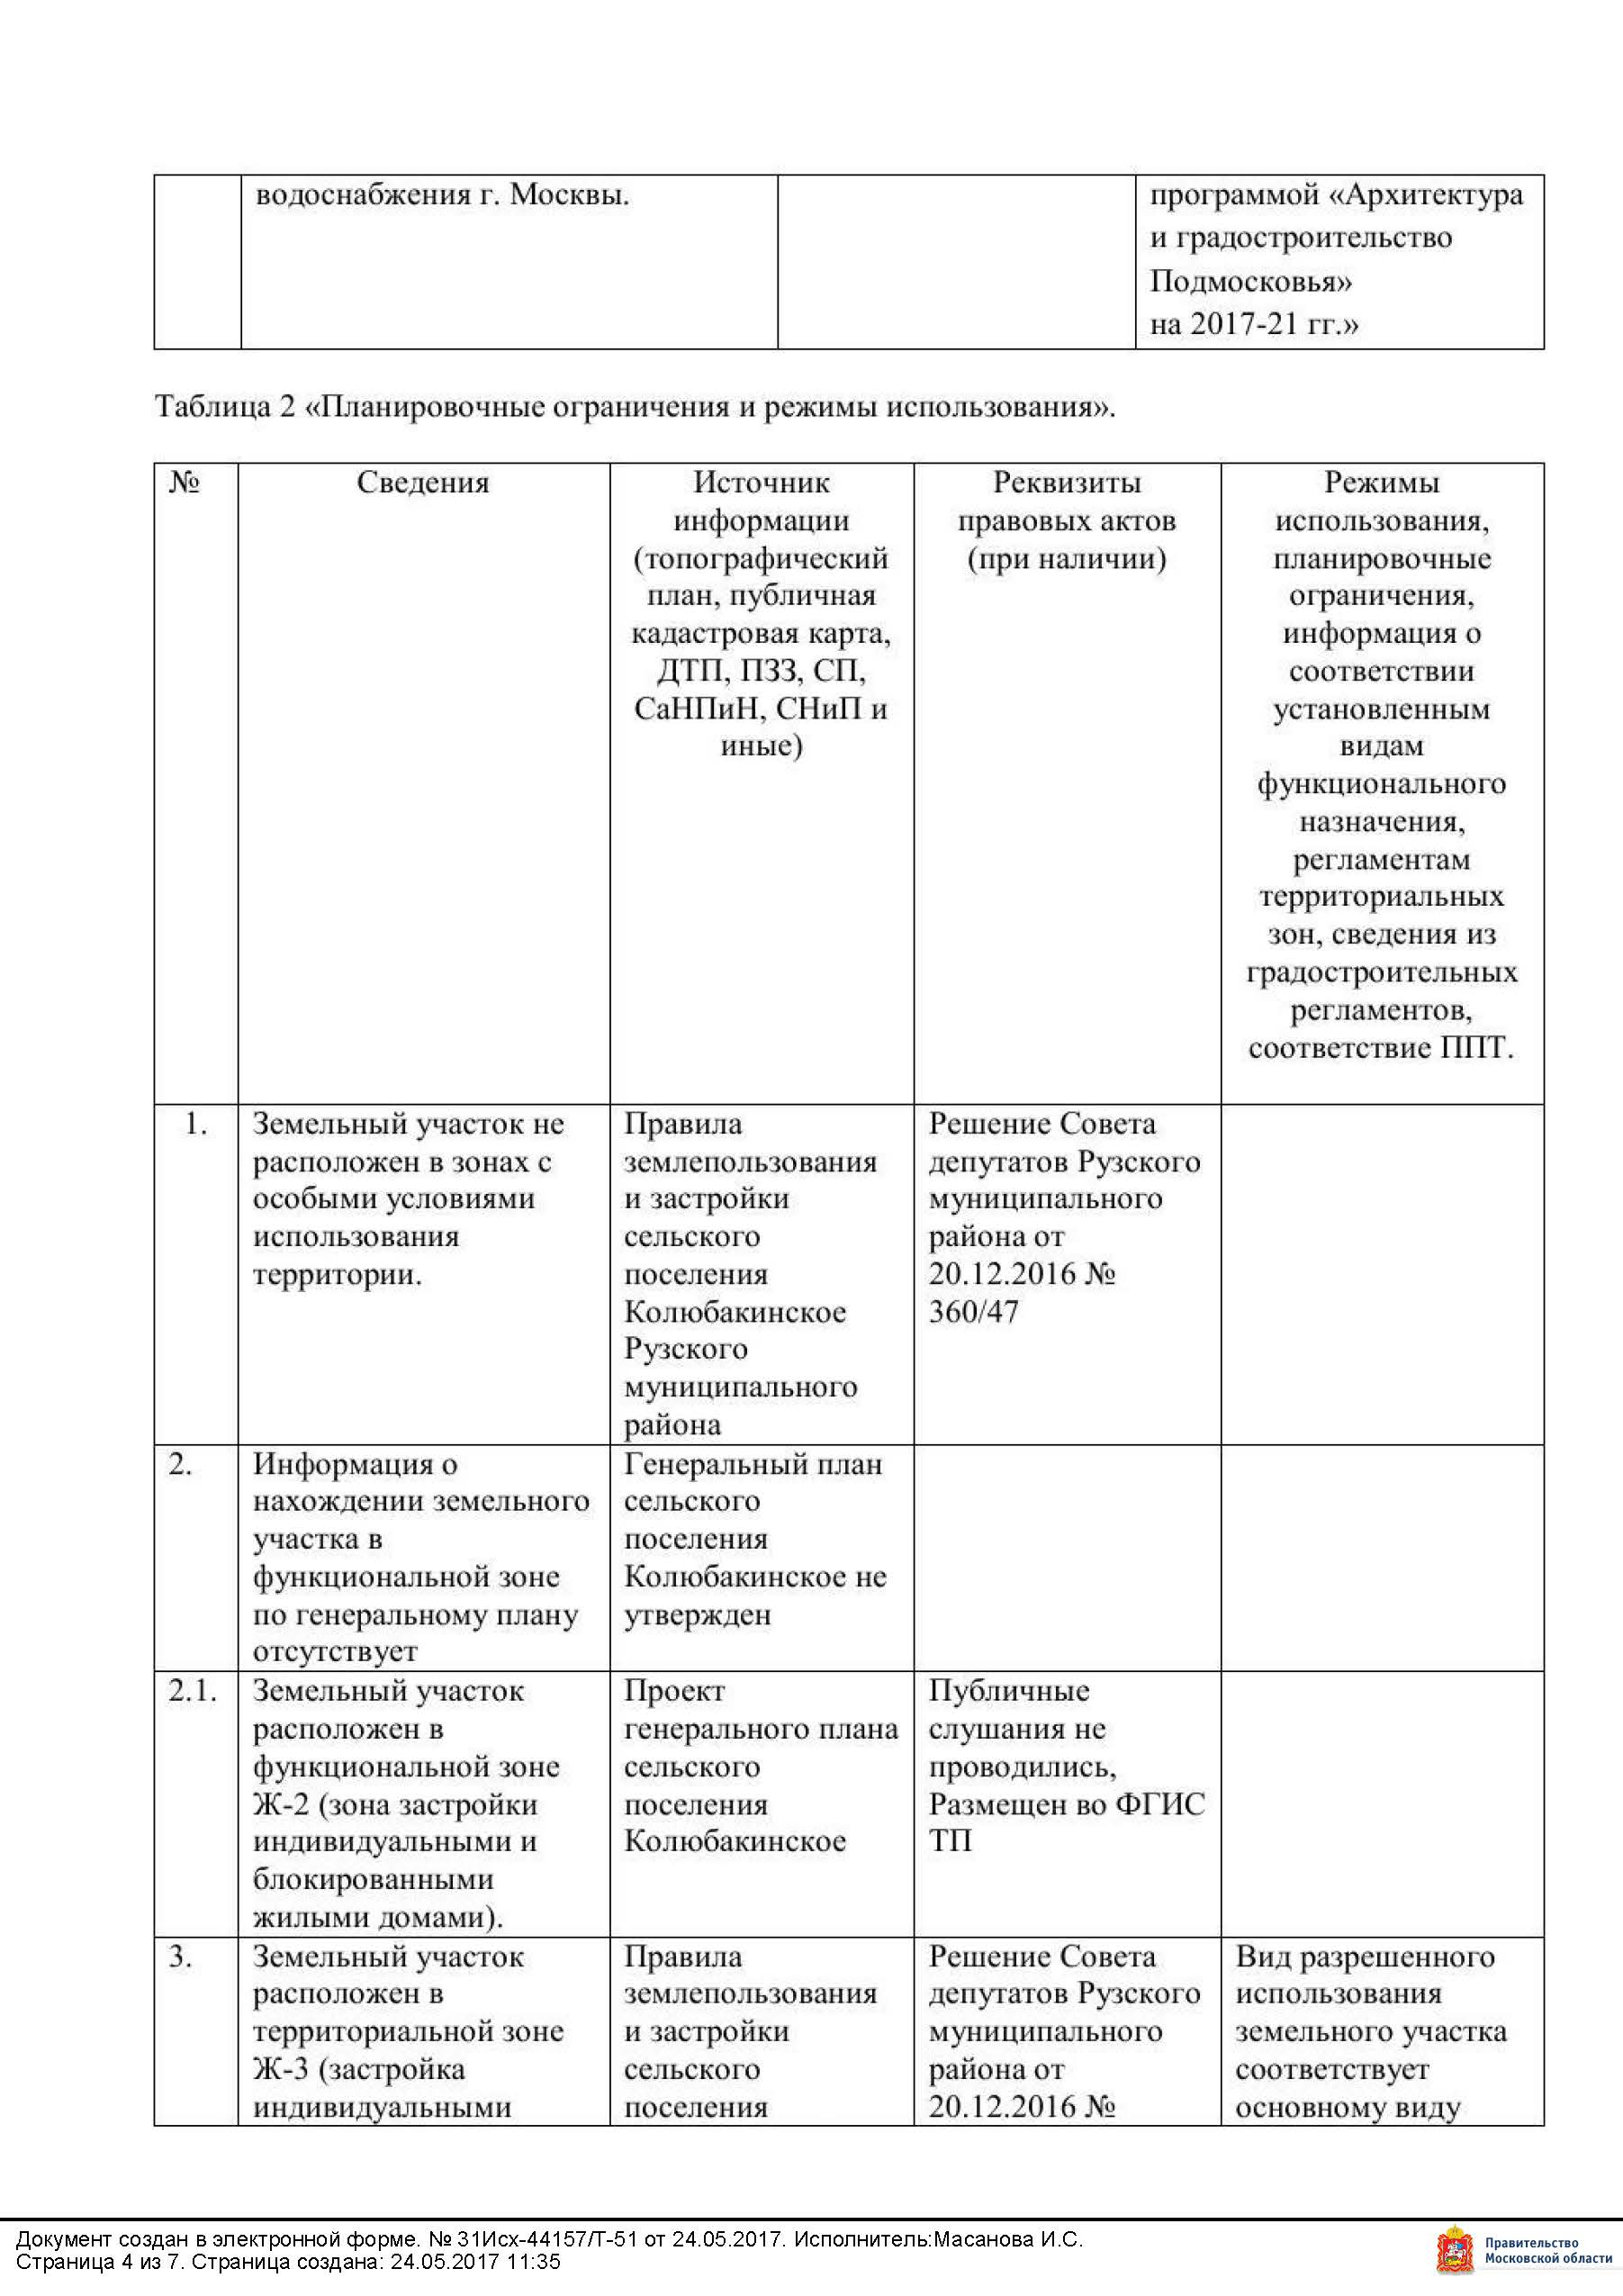 водоснабжения г. Москвы.
программой «Архитектура
и градостроительство
Подмосковья»
на 2017-21 гг.»
Таблица 2 «Планировочные ограничения и режимы использования».
№
Сведения
Источник
информации
(топографический
план, публичная
кадастровая карта,
ДТП, ПЗЗ, СП,
СаНПиН, СНиП и
иные)
Реквизиты
правовых актов
(при наличии)
Режимы
использования,
планировочные
ограничения,
информация о
соответствии
установленным
видам
функционального
назначения,
регламентам
территориальных
зон, сведения из
градостроительных
регламентов,
соответствие ППТ.
1.
Земельный участок не
расположен в зонах с
особыми условиями
использования
территории.
Правила
землепользования
и застройки
сельского
поселения
Колюбакинское
Рузского
муниципального
района
Решение Совета
депутатов Рузского
муниципального
района от
20.12.2016 №
360/47
2.
Информация о
нахождении земельного
участка в
функциональной зоне
по генеральному плану
отсутствует
Генеральный план
сельского
поселения
Колюбакинское не
утвержден
2.1.
Земельный участок
расположен в
функциональной зоне
Ж-2 (зона застройки
индивидуальными и
блокированными
жилыми домами).
Проект
генерального плана
сельского
поселения
Колюбакинское
Публичные
слушания не
проводились,
Размещен во ФГИС
ТП
3.
Земельный участок
расположен в
территориальной зоне
Ж-3 (застройка
индивидуальными
Правила
землепользования
и застройки
сельского
поселения
Решение Совета
депутатов Рузского
муниципального
района от
20.12.2016 №
Вид разрешенного
использования
земельного участка
соответствует
основному виду
Документ создан в электронной форме. № 31Исх-44157/Т-51 от 24.05.2017. Исполнитель:Масанова И.С.
Страница 4 из 7. Страница создана: 24.05.2017 11:35
Правительство
Московской области